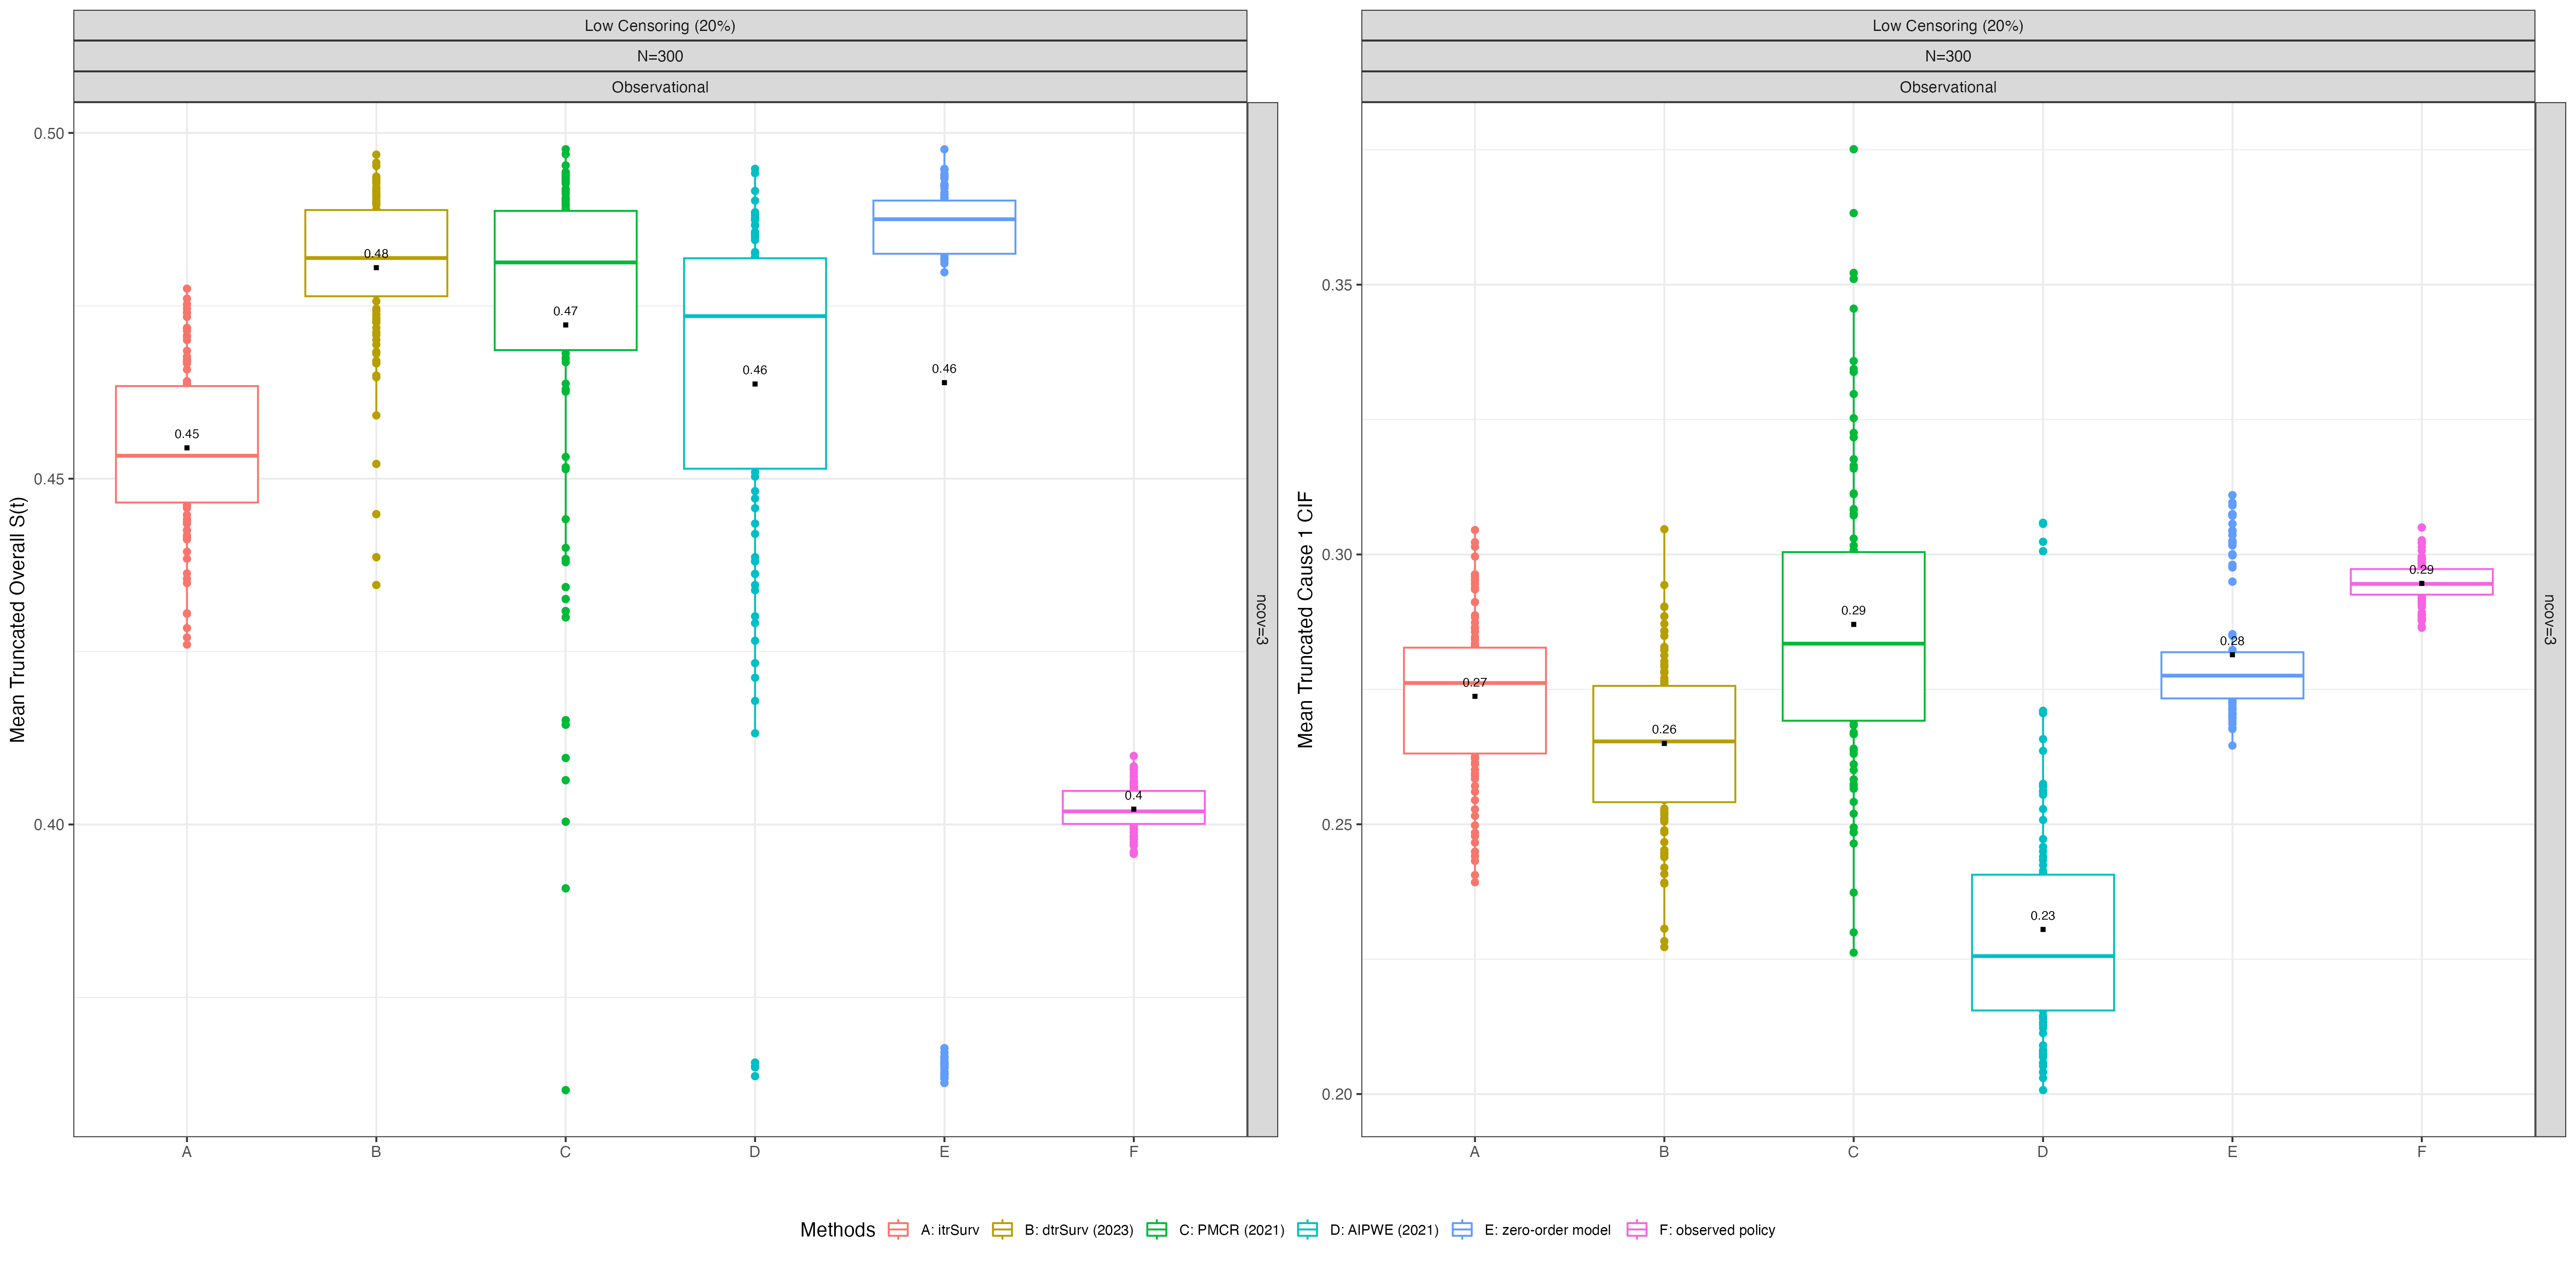 Low Censoring (20%)
N=300
Observational
Mean Truncated Overall S(t)
0.50
0.45
0.40
0.45
0.48
0.47
0.46
0.46
0.4
A B C D E F
ncov=3
Low Censoring (20%)
N=300
Observational
Mean Truncated Cause 1 CIF
0.35
0.30
0.25
0.20
0.27
0.26
0.29
0.23
0.28
0.29
A B C D E F
ncov=3
Methods A: itrSurv B: dtrSurv (2023) C: PMCR (2021) D: AIPWE (2021) E: zero-order model F: observed policy